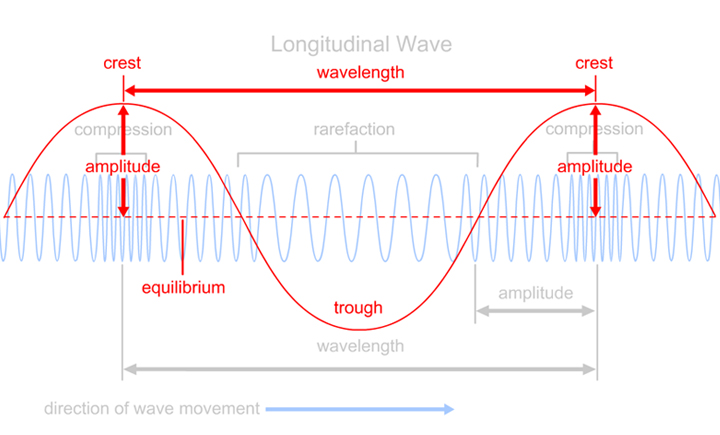 Longitudinal Wave
crest
crest
wavelength
compression
rarefaction
compression
amplitude
amplitude
equilibrium
amplitude
trough
wavelength
direction of wave movement